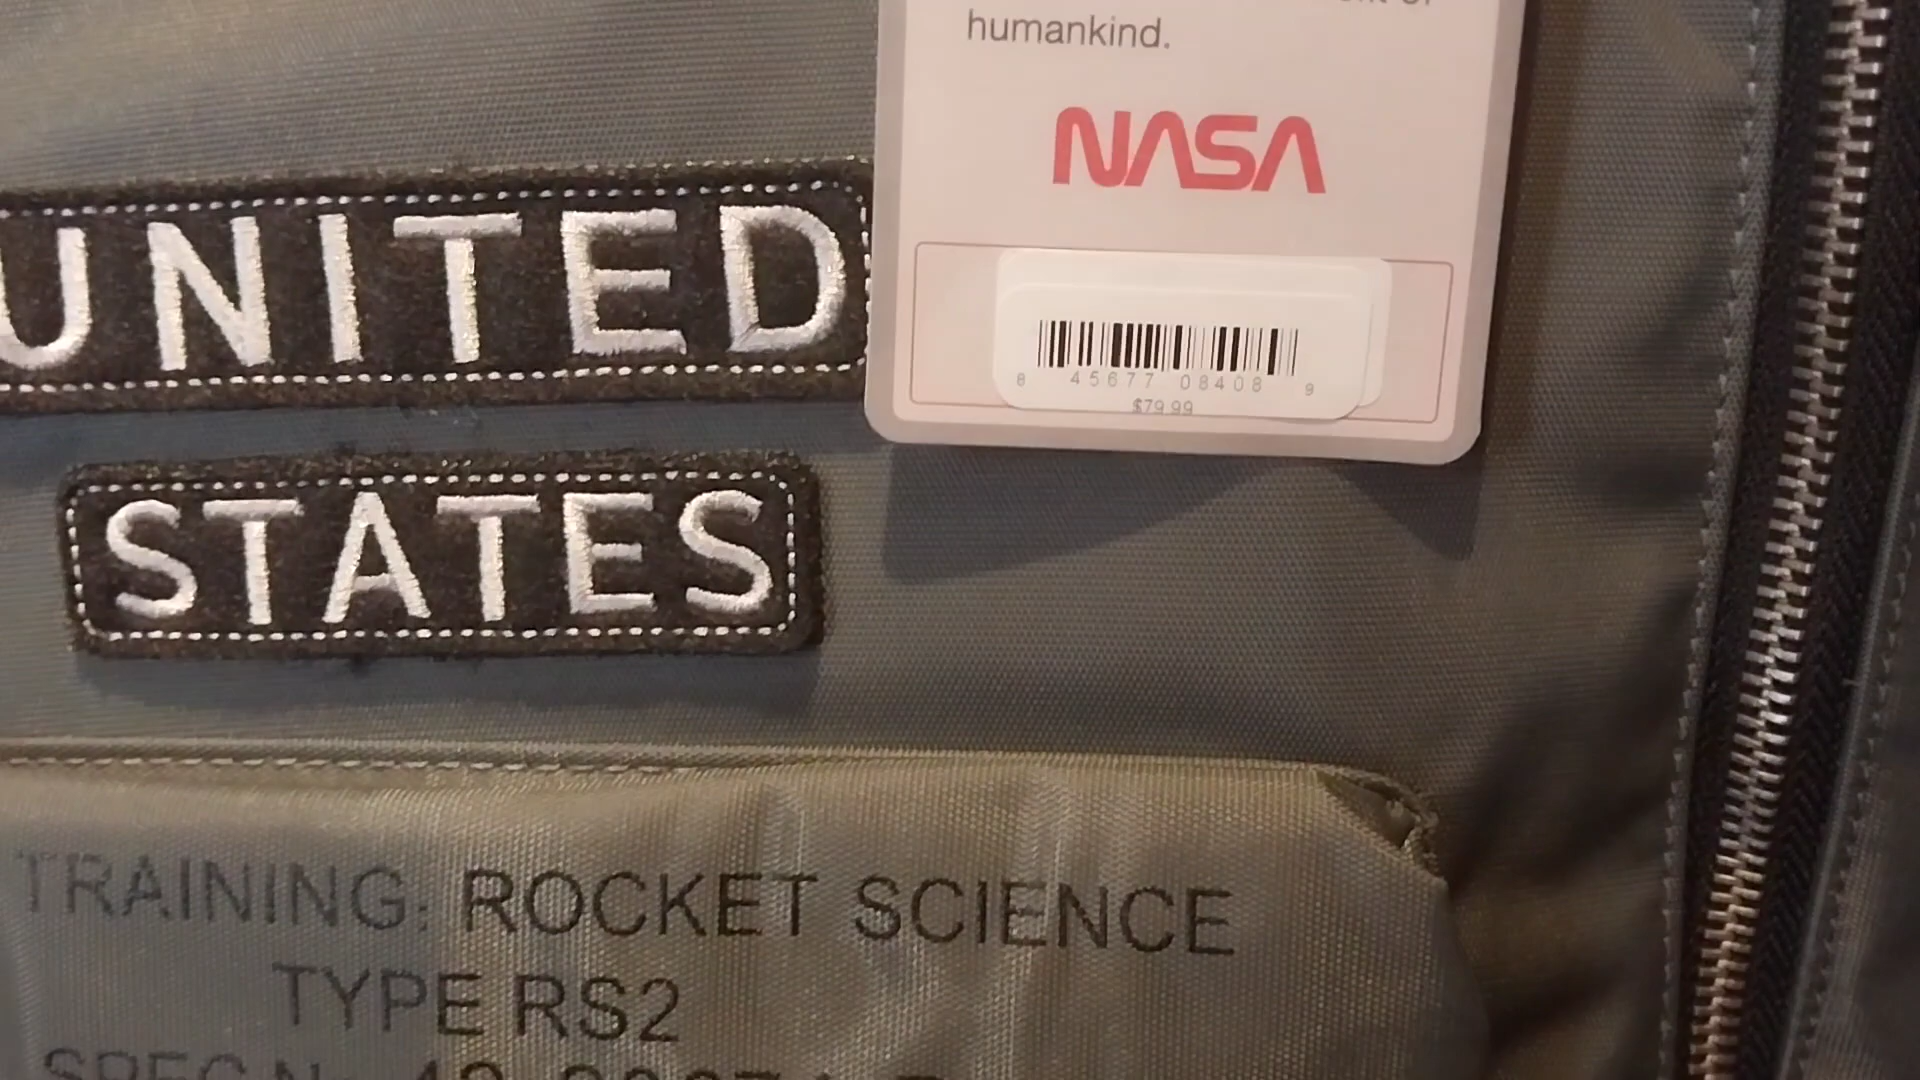 humankind.
NASA
8 45677 08408 9
$79.99
UNITED
STATES
TRAINING: ROCKET SCIENCE
TYPE RS2